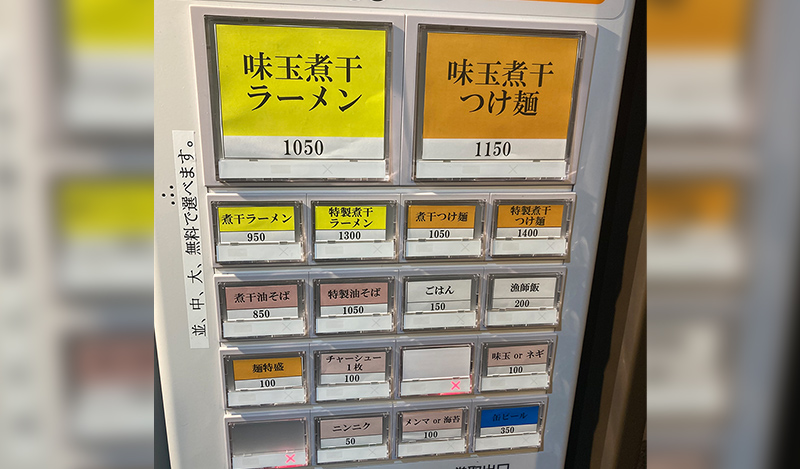 味玉煮干
ラーメン
1050
味玉煮干
つけ麺
1150
並、中、大、無料で選べます。
煮干ラーメン
950
特製煮干
ラーメン
1300
煮干つけ麺
1050
特製煮干
つけ麺
1400
煮干油そば
850
特製油そば
1050
ごはん
150
漁師飯
200
麺特盛
100
チャーシュー
1枚
100
味玉 or ネギ
100
ニンニク
50
メンマ or 海苔
100
缶ビール
350